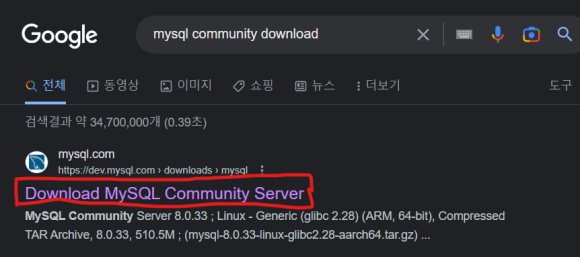 Google
mysql community download
전체
동영상
이미지
쇼핑
뉴스
더보기
도구
검색결과 약 34,700,000개 (0.39초)
mysql.com
https://dev.mysql.com › downloads › mysql
Download MySQL Community Server
MySQL Community Server 8.0.33 ; Linux - Generic (glibc 2.28) (ARM, 64-bit), Compressed
TAR Archive, 8.0.33, 510.5M ; (mysql-8.0.33-linux-glibc2.28-aarch64.tar.gz) ...